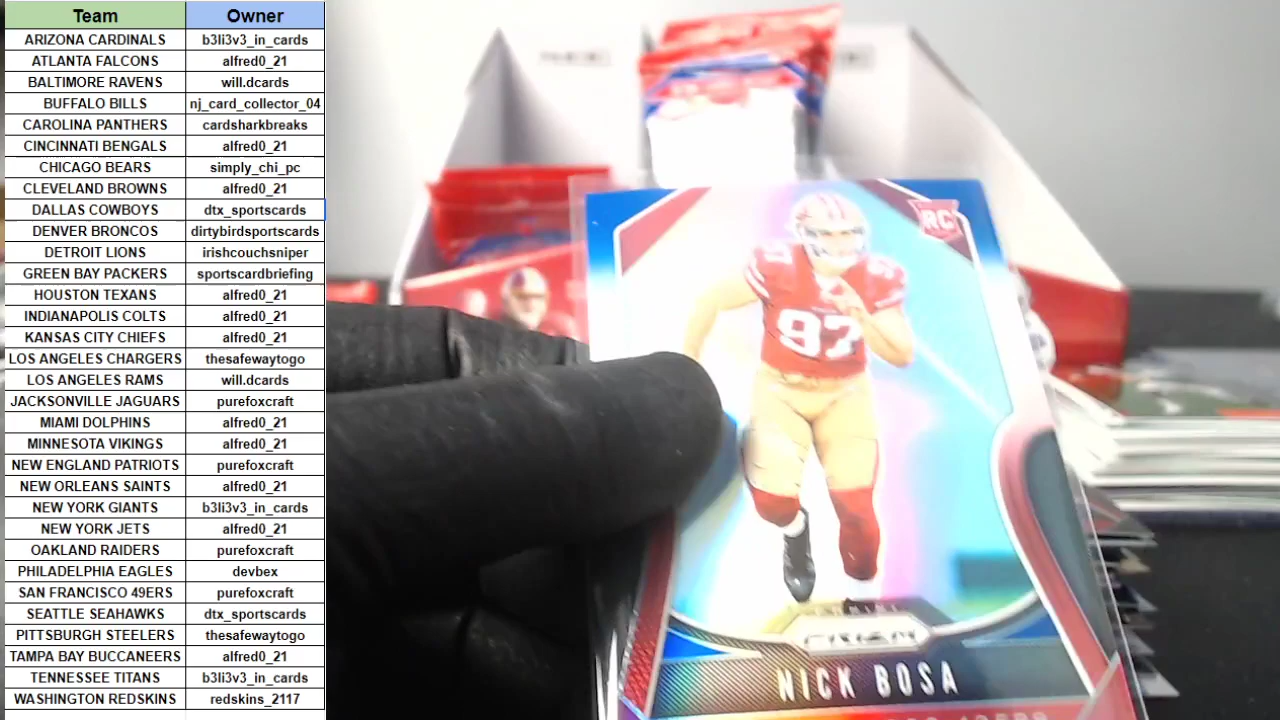 Team Owner
ARIZONA CARDINALS b3li3v3_in_cards
ATLANTA FALCONS alfred0_21
BALTIMORE RAVENS will.dcards
BUFFALO BILLS nj_card_collector_04
CAROLINA PANTHERS cardsharkbreaks
CINCINNATI BENGALS alfred0_21
CHICAGO BEARS simply_chi_pc
CLEVELAND BROWNS alfred0_21
DALLAS COWBOYS dtx_sportscards
DENVER BRONCOS dirtybirdsportscards
DETROIT LIONS irishcouchsniper
GREEN BAY PACKERS sportscardbriefing
HOUSTON TEXANS alfred0_21
INDIANAPOLIS COLTS alfred0_21
KANSAS CITY CHIEFS alfred0_21
LOS ANGELES CHARGERS thesafewaytogo
LOS ANGELES RAMS will.dcards
JACKSONVILLE JAGUARS purefoxcraft
MIAMI DOLPHINS alfred0_21
MINNESOTA VIKINGS alfred0_21
NEW ENGLAND PATRIOTS purefoxcraft
NEW ORLEANS SAINTS alfred0_21
NEW YORK GIANTS b3li3v3_in_cards
NEW YORK JETS alfred0_21
OAKLAND RAIDERS purefoxcraft
PHILADELPHIA EAGLES devbex
SAN FRANCISCO 49ERS purefoxcraft
SEATTLE SEAHAWKS dtx_sportscards
PITTSBURGH STEELERS thesafewaytogo
TAMPA BAY BUCCANEERS alfred0_21
TENNESSEE TITANS b3li3v3_in_cards
WASHINGTON REDSKINS redskins_2117
RC
97
97
PRIZM
NICK BOSA